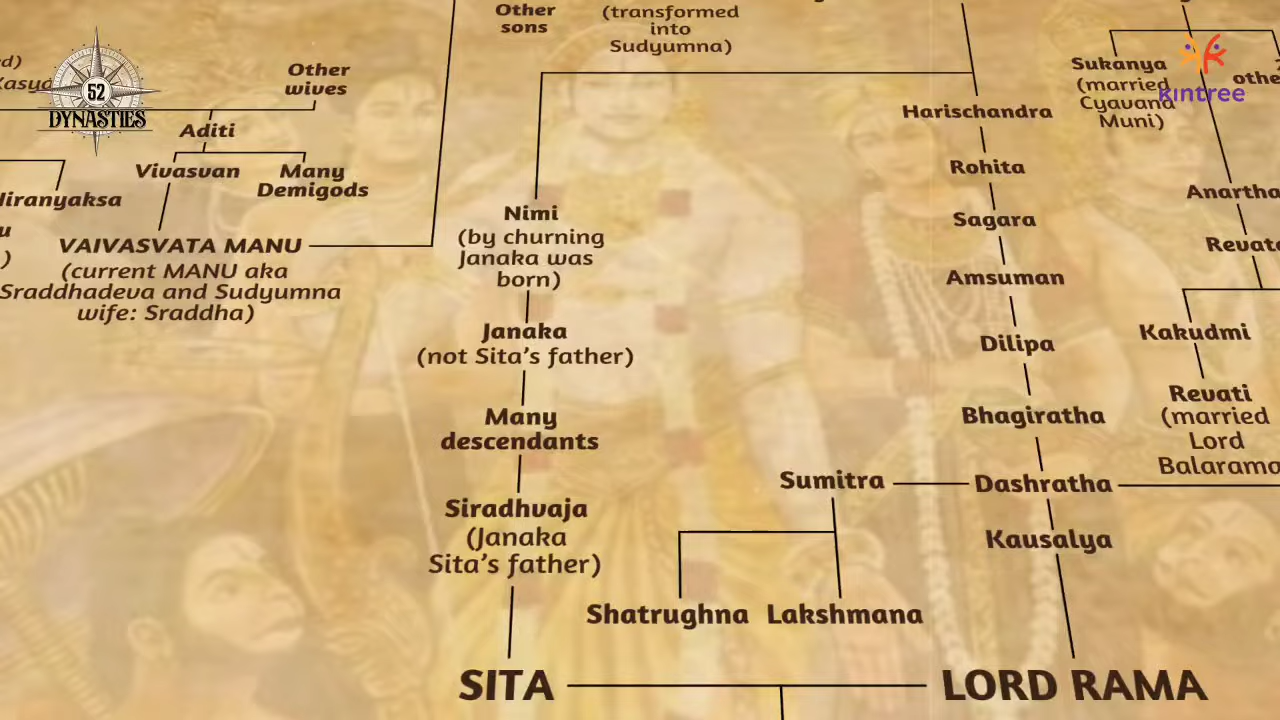 Other
sons
(transformed
into
Sudyumna)
52
DYNASTIES
Other
wives
Aditi
Vivasvan
Many
Demigods
VAIVASVATA MANU
(current MANU aka
Sraddhadeva and Sudyumna
wife: Sraddha)
Nimi
(by churning
Janaka was
born)
Janaka
(not Sita's father)
Many
descendants
Siradhvaja
(Janaka
Sita's father)
SITA
Harischandra
Rohita
Sagara
Amsuman
Dilipa
Bhagiratha
Sumitra
Dashratha
Kausalya
Shatrughna
Lakshmana
LORD RAMA
Sukanya
(married
Cyavana
Muni)
kintree
Anartha
Kakudmi
Revati
(married
Lord
Balarama